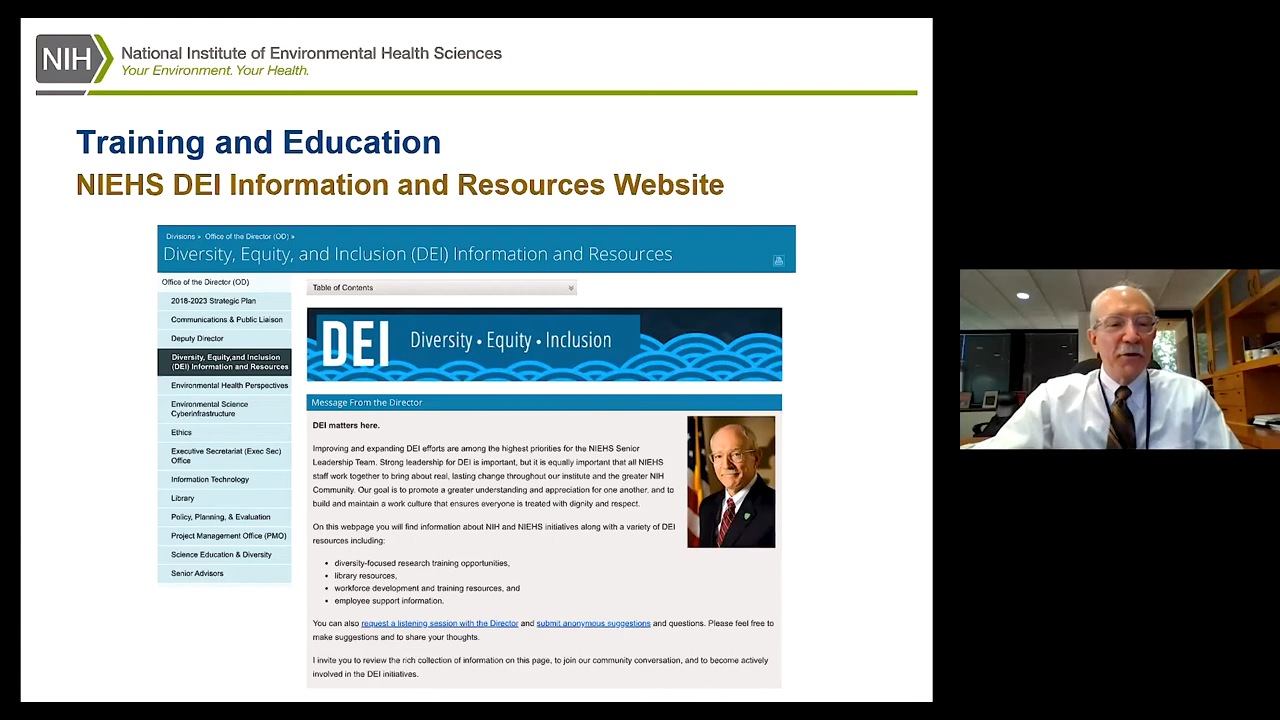 NIH
National Institute of Environmental Health Sciences
Your Environment. Your Health.
Training and Education
NIEHS DEI Information and Resources Website
Divisions » Office of the Director (OD) »
Diversity, Equity, and Inclusion (DEI) Information and Resources
Office of the Director (OD)
2018-2023 Strategic Plan
Communications & Public Liaison
Deputy Director
Diversity, Equity,and Inclusion
(DEI) Information and Resources
Environmental Health Perspectives
Environmental Science
Cyberinfrastructure
Ethics
Executive Secretariat (Exec Sec)
Office
Information Technology
Library
Policy, Planning, & Evaluation
Project Management Office (PMO)
Science Education & Diversity
Senior Advisors
Table of Contents
DEI Diversity • Equity • Inclusion
Message From the Director
DEI matters here.
Improving and expanding DEI efforts are among the highest priorities for the NIEHS Senior
Leadership Team. Strong leadership for DEI is important, but it is equally important that all NIEHS
staff work together to bring about real, lasting change throughout our institute and the greater NIH
Community. Our goal is to promote a greater understanding and appreciation for one another, and to
build and maintain a work culture that ensures everyone is treated with dignity and respect.
On this webpage you will find information about NIH and NIEHS initiatives along with a variety of DEI
resources including:
• diversity-focused research training opportunities,
• library resources,
• workforce development and training resources, and
• employee support information.
You can also request a listening session with the Director and submit anonymous suggestions and questions. Please feel free to
make suggestions and to share your thoughts.
I invite you to review the rich collection of information on this page, to join our community conversation, and to become actively
involved in the DEI initiatives.